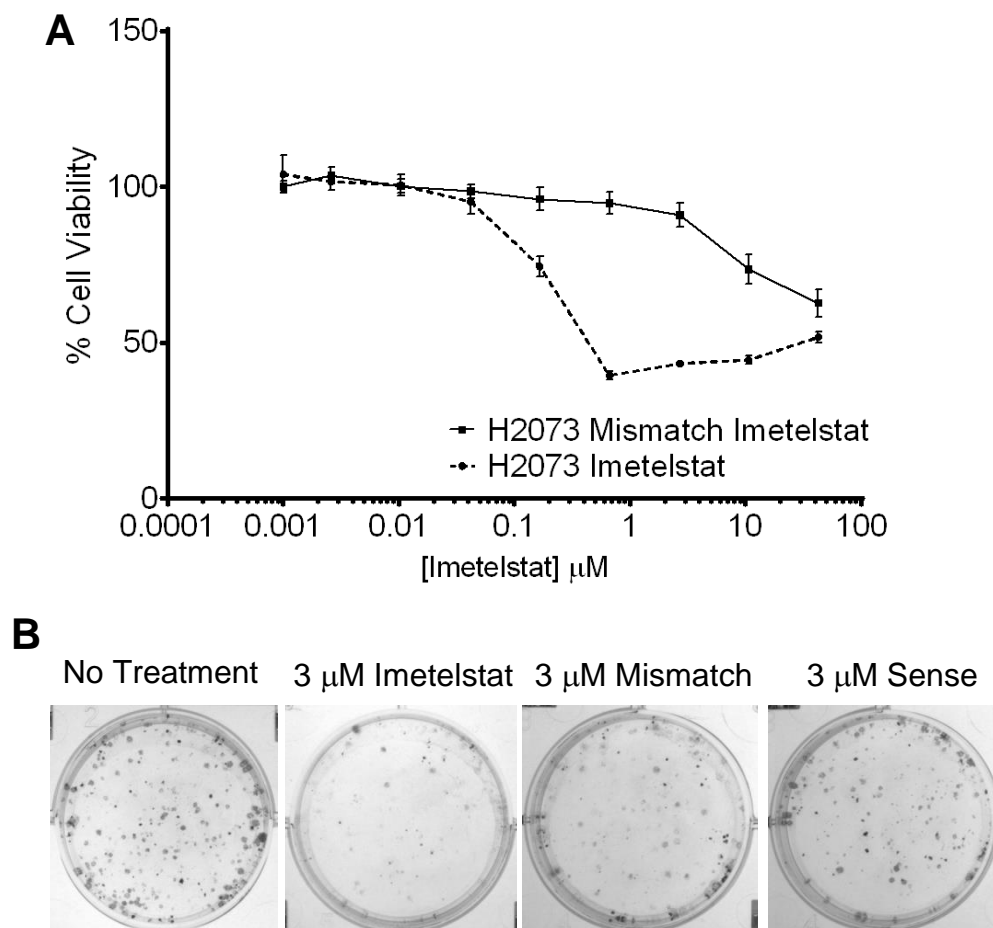 A
150
100
50
0
% Cell Viability
H2073 Mismatch Imetelstat
H2073 Imetelstat
0.0001 0.001 0.01 0.1 1 10 100
[Imetelstat] μM
B
No Treatment 3 μM Imetelstat 3 μM Mismatch 3 μM Sense